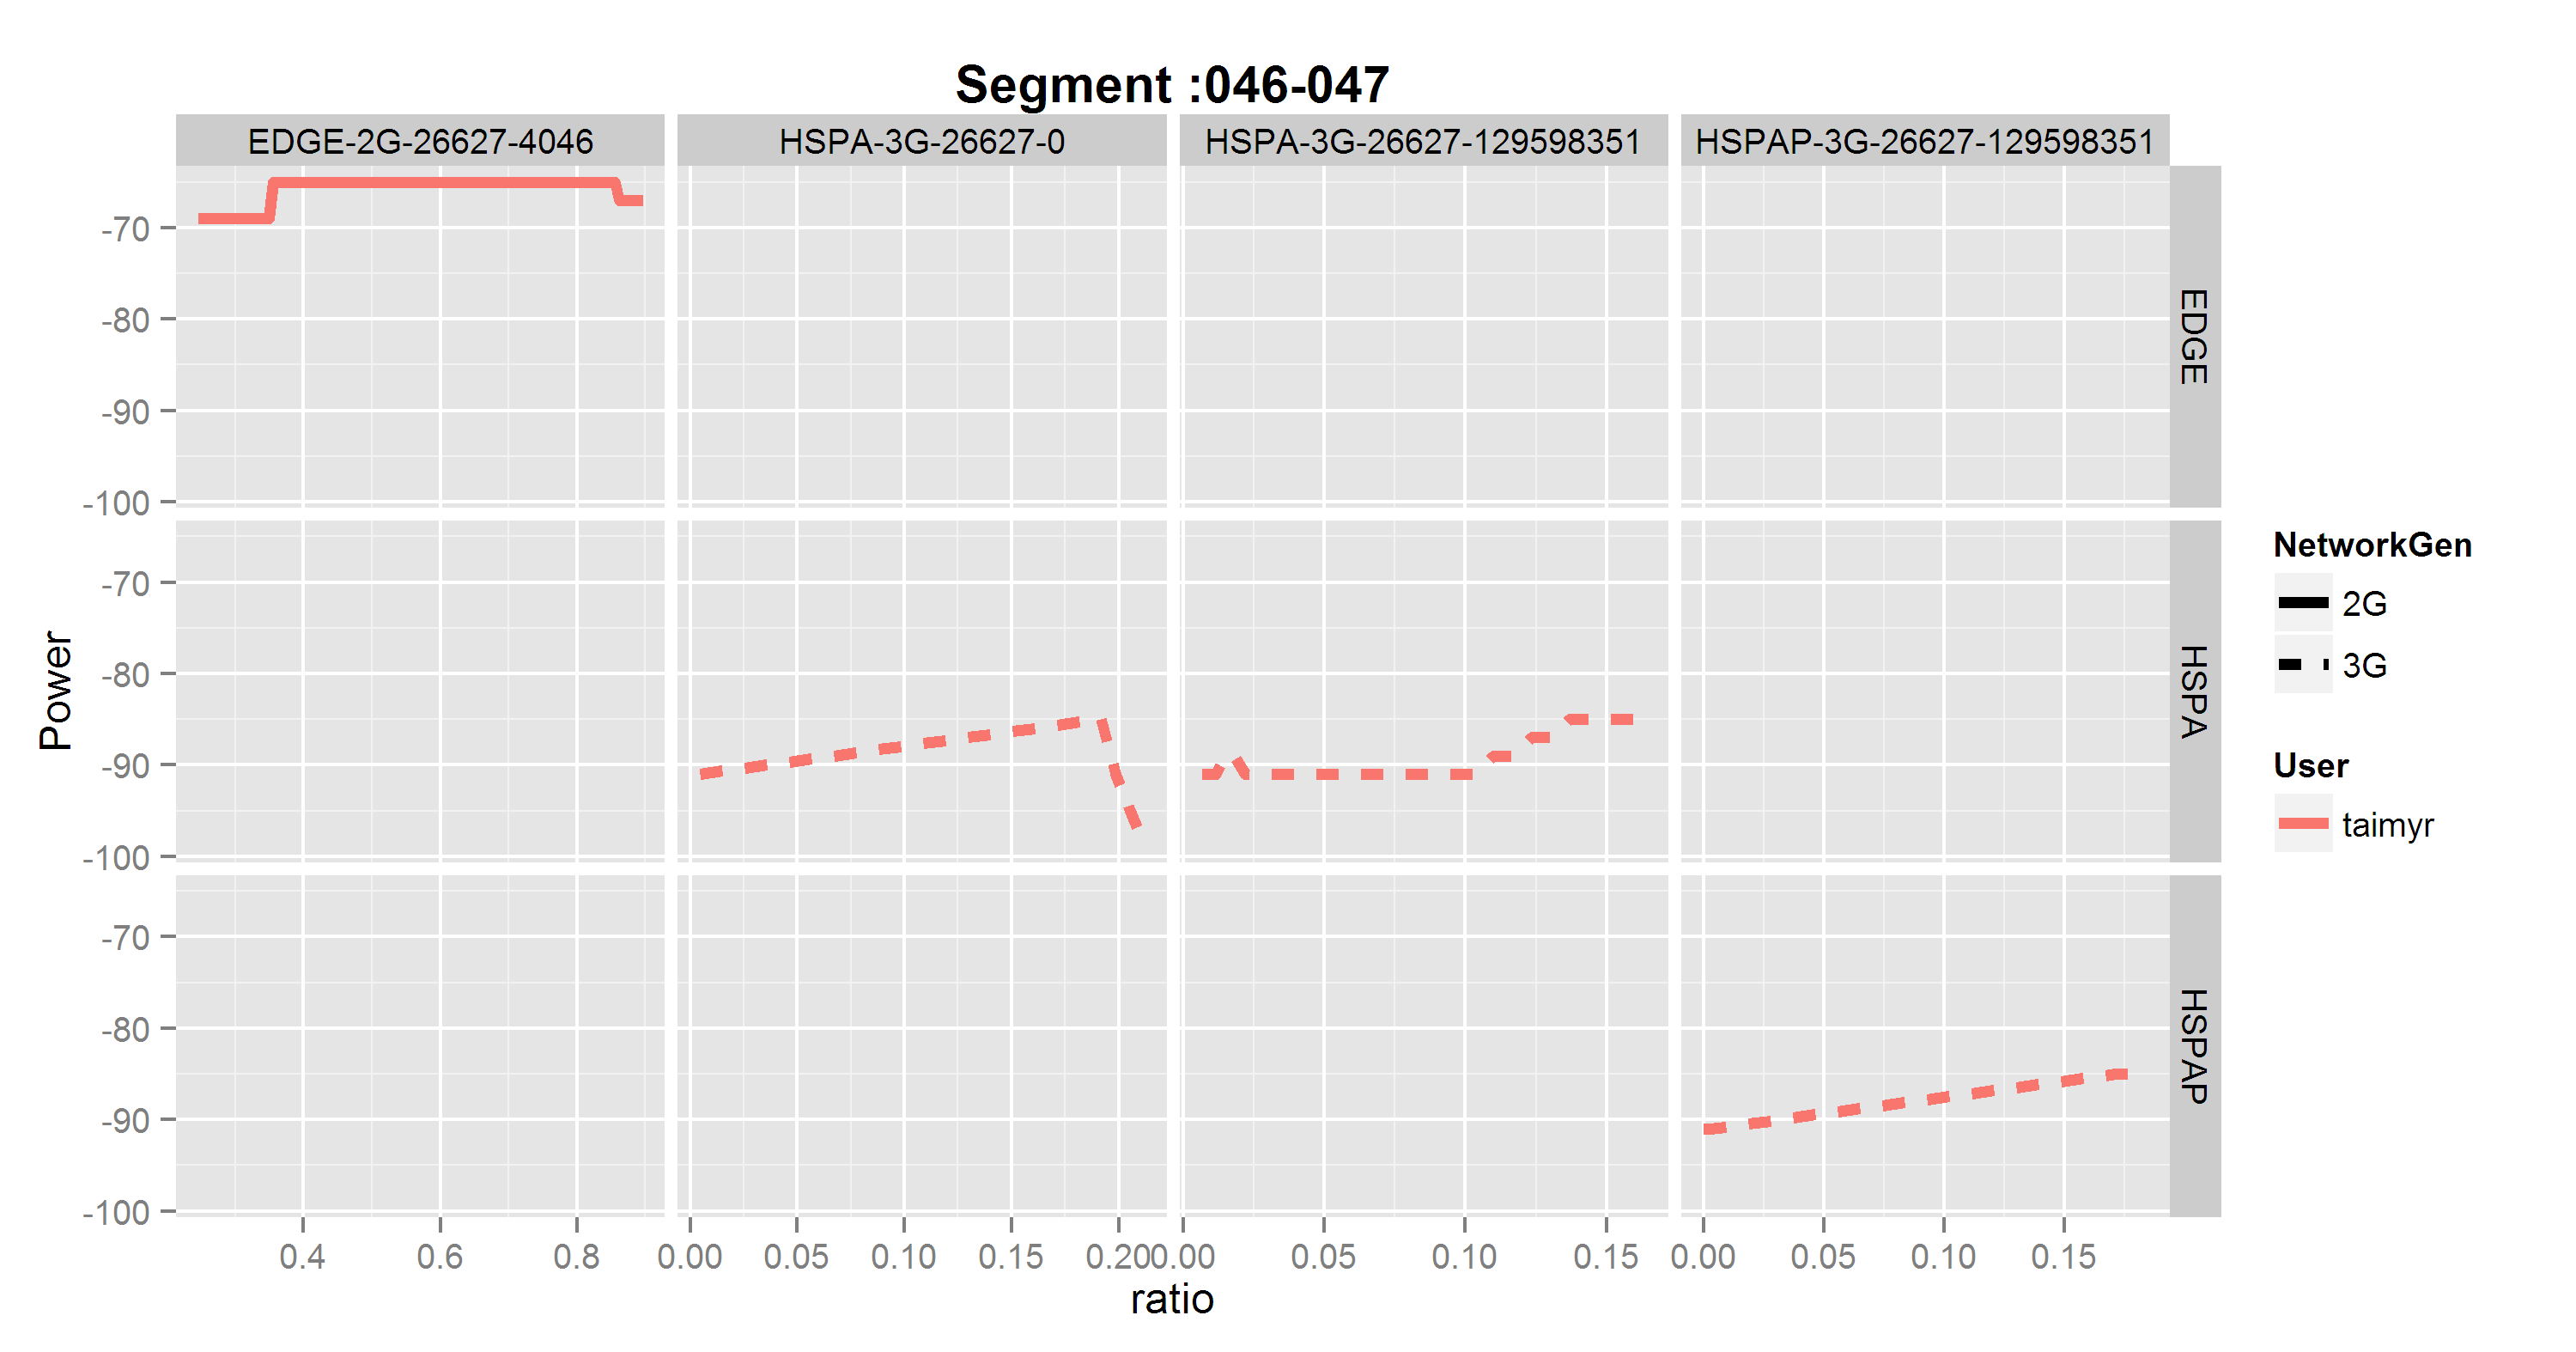 Segment :046-047
EDGE-2G-26627-4046 HSPA-3G-26627-0 HSPA-3G-26627-129598351 HSPAP-3G-26627-129598351
-70
-80
-90
-100
EDGE
-70
-80
-90
-100
HSPA
-70
-80
-90
-100
HSPAP
Power
0.4 0.6 0.8 0.00 0.05 0.10 0.15 0.20 0.00 0.05 0.10 0.15 0.00 0.05 0.10 0.15
ratio
NetworkGen
2G
3G
User
taimyr